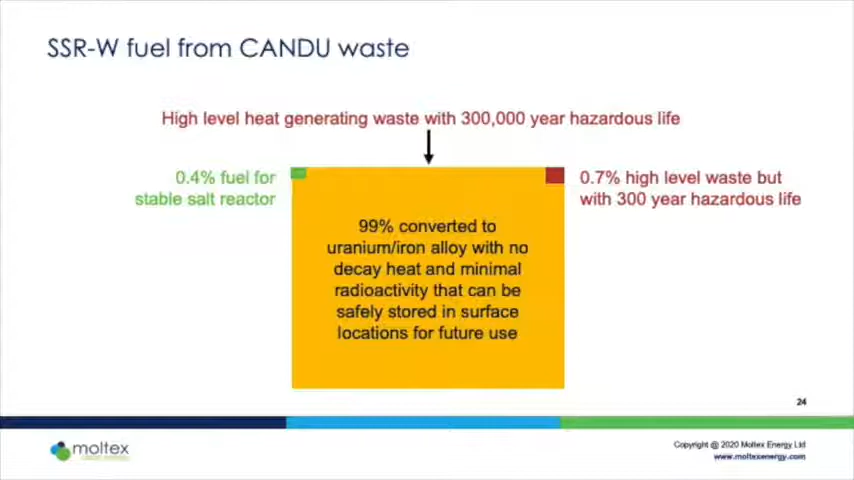 SSR-W fuel from CANDU waste
High level heat generating waste with 300,000 year hazardous life
0.4% fuel for
stable salt reactor
0.7% high level waste but
with 300 year hazardous life
99% converted to
uranium/iron alloy with no
decay heat and minimal
radioactivity that can be
safely stored in surface
locations for future use
24
moltex
Copyright @ 2020 Moltex Energy Ltd
www.moltexenergy.com